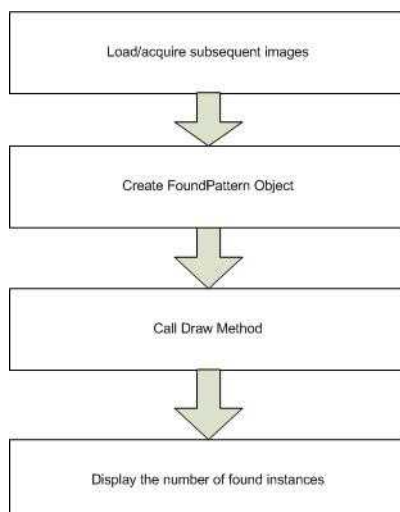 Load/acquire subsequent images
Create FoundPattern Object
Call Draw Method
Display the number of found instances